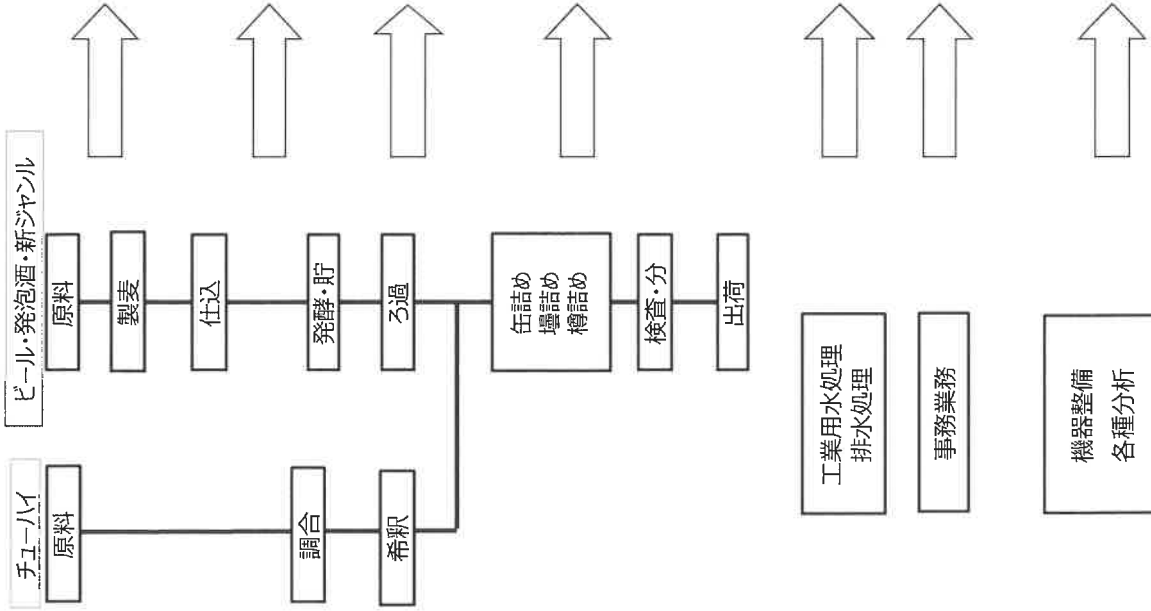 チューハイ
ビール・発泡酒・新ジャンル
原料
原料
製麦
仕込
調合
発酵・貯
希釈
ろ過
缶詰め
壜詰め
樽詰め
検査・分
出荷
工業用水処理
排水処理
事務業務
機器整備
各種分析